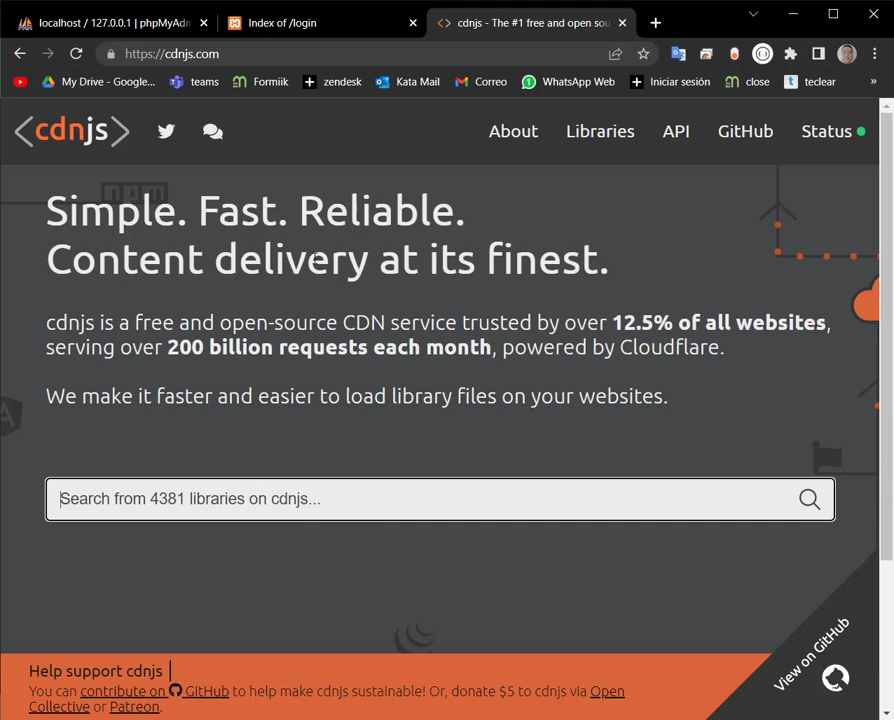 localhost / 127.0.0.1 | phpMyAdm
Index of /login
cdnjs - The #1 free and open sou
https://cdnjs.com
My Drive - Google...
teams
Formiik
zendesk
Kata Mail
Correo
WhatsApp Web
Iniciar sesión
close
teclear
»
<cdnjs>
About
Libraries
API
GitHub
Status
npm
Simple. Fast. Reliable.
Content delivery at its finest.
cdnjs is a free and open-source CDN service trusted by over 12.5% of all websites,
serving over 200 billion requests each month, powered by Cloudflare.
We make it faster and easier to load library files on your websites.
Search from 4381 libraries on cdnjs...
View on GitHub
Help support cdnjs
You can contribute on GitHub to help make cdnjs sustainable! Or, donate $5 to cdnjs via Open
Collective or Patreon.